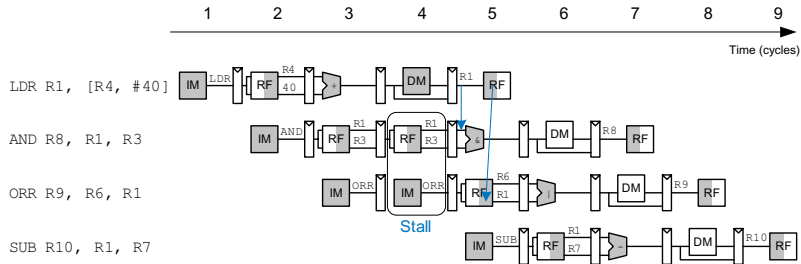 1 2 3 4 5 6 7 8 9
Time (cycles)
LDR R1, [R4, #40] IM LDR RF R4 40 + DM R1 RF
AND R8, R1, R3 IM AND RF R1 R3 RF R1 R3 & DM R8 RF
ORR R9, R6, R1 IM ORR IM ORR RF R6 R1 | DM R9 RF
Stall
SUB R10, R1, R7 IM SUB RF R1 R7 - DM R10 RF